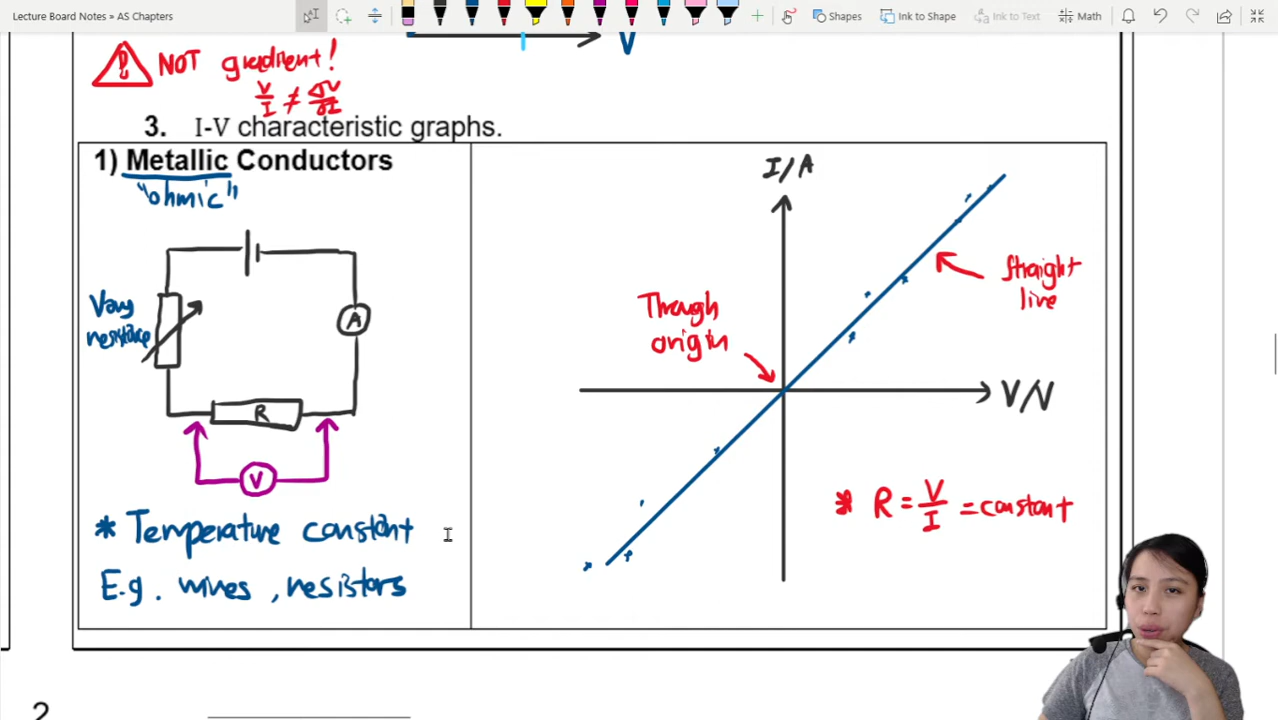 Lecture Board Notes » AS Chapters
Shapes
Ink to Shape
Ink to Text
Math
V
NOT gradient!
V/I ≠ ΔV/ΔI
3. I-V characteristic graphs.
1) Metallic Conductors
"ohmic"
Vary
resistance
A
R
V
* Temperature constant
E.g. wires, resistors
I/A
Straight
line
Through
origin
V/V
* R = V/I = constant
2